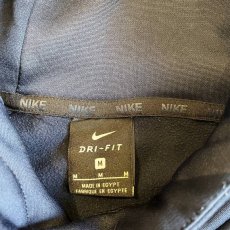 NIKE NIKE NIKE NIKE
DRI-FIT
M
M M M
MADE IN EGYPT
FABRIQUÉ EN EGYPTE